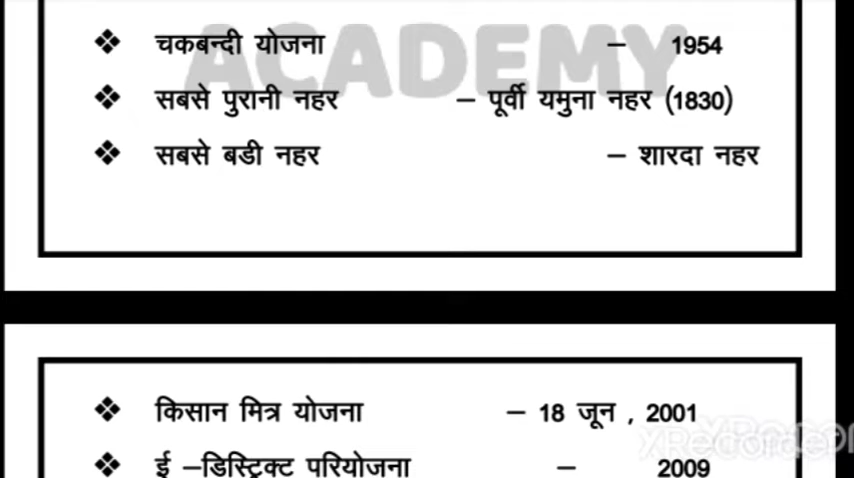 ACADEMY
❖ चकबन्दी योजना – 1954
❖ सबसे पुरानी नहर – पूर्वी यमुना नहर (1830)
❖ सबसे बडी नहर – शारदा नहर
❖ किसान मित्र योजना – 18 जून , 2001
❖ ई –डिस्ट्रिक्ट परियोजना – 2009
XRecorder